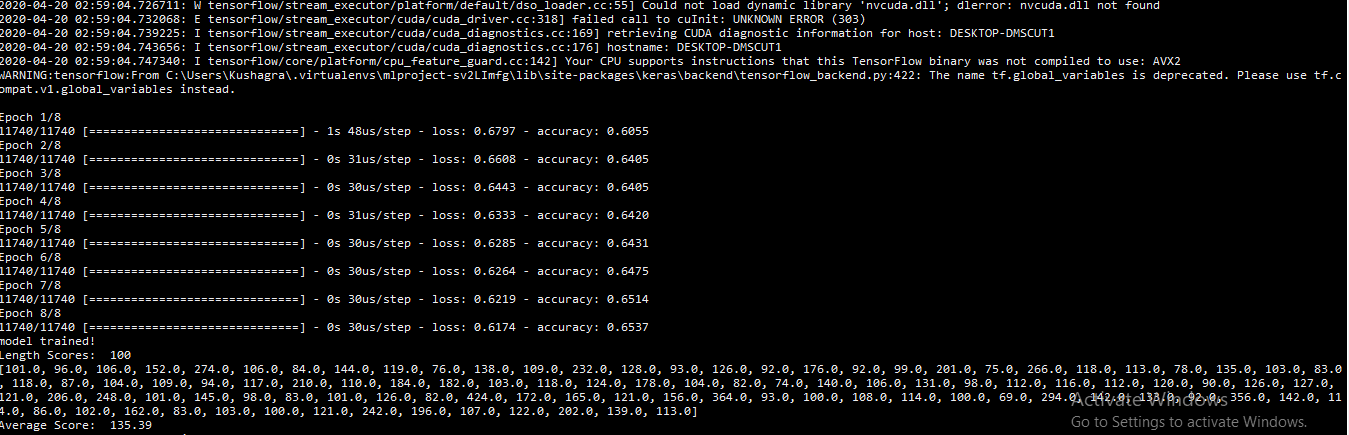 2020-04-20 02:59:04.726711: W tensorflow/stream_executor/platform/default/dso_loader.cc:55] Could not load dynamic library 'nvcuda.dll'; dlerror: nvcuda.dll not found
2020-04-20 02:59:04.732068: E tensorflow/stream_executor/cuda/cuda_driver.cc:318] failed call to cuInit: UNKNOWN ERROR (303)
2020-04-20 02:59:04.739225: I tensorflow/stream_executor/cuda/cuda_diagnostics.cc:169] retrieving CUDA diagnostic information for host: DESKTOP-DMSCUT1
2020-04-20 02:59:04.743656: I tensorflow/stream_executor/cuda/cuda_diagnostics.cc:176] hostname: DESKTOP-DMSCUT1
2020-04-20 02:59:04.747340: I tensorflow/core/platform/cpu_feature_guard.cc:142] Your CPU supports instructions that this TensorFlow binary was not compiled to use: AVX2
WARNING:tensorflow:From C:\Users\Kushagra\.virtualenvs\mlproject-sv2LImfg\lib\site-packages\keras\backend\tensorflow_backend.py:422: The name tf.global_variables is deprecated. Please use tf.c
ompat.v1.global_variables instead.
Epoch 1/8
11740/11740 [==============================] - 1s 48us/step - loss: 0.6797 - accuracy: 0.6055
Epoch 2/8
11740/11740 [==============================] - 0s 31us/step - loss: 0.6608 - accuracy: 0.6405
Epoch 3/8
11740/11740 [==============================] - 0s 30us/step - loss: 0.6443 - accuracy: 0.6405
Epoch 4/8
11740/11740 [==============================] - 0s 31us/step - loss: 0.6333 - accuracy: 0.6420
Epoch 5/8
11740/11740 [==============================] - 0s 30us/step - loss: 0.6285 - accuracy: 0.6431
Epoch 6/8
11740/11740 [==============================] - 0s 30us/step - loss: 0.6264 - accuracy: 0.6475
Epoch 7/8
11740/11740 [==============================] - 0s 30us/step - loss: 0.6219 - accuracy: 0.6514
Epoch 8/8
11740/11740 [==============================] - 0s 30us/step - loss: 0.6174 - accuracy: 0.6537
model trained!
Length Scores:  100
[101.0, 96.0, 106.0, 152.0, 274.0, 106.0, 84.0, 144.0, 119.0, 76.0, 138.0, 109.0, 232.0, 128.0, 93.0, 126.0, 92.0, 176.0, 92.0, 99.0, 201.0, 75.0, 266.0, 118.0, 113.0, 78.0, 135.0, 103.0, 83.0
, 118.0, 87.0, 104.0, 109.0, 94.0, 117.0, 210.0, 110.0, 184.0, 182.0, 103.0, 118.0, 124.0, 178.0, 104.0, 82.0, 74.0, 140.0, 106.0, 131.0, 98.0, 112.0, 116.0, 112.0, 120.0, 90.0, 126.0, 127.0,
121.0, 206.0, 248.0, 101.0, 145.0, 98.0, 83.0, 101.0, 126.0, 82.0, 424.0, 172.0, 165.0, 121.0, 156.0, 364.0, 93.0, 100.0, 108.0, 114.0, 100.0, 69.0, 294.0, 142.0, 133.0, 92.0, 356.0, 142.0, 11
4.0, 86.0, 102.0, 162.0, 83.0, 103.0, 100.0, 121.0, 242.0, 196.0, 107.0, 122.0, 202.0, 139.0, 113.0]
Average Score:  135.39
Activate Windows
Go to Settings to activate Windows.